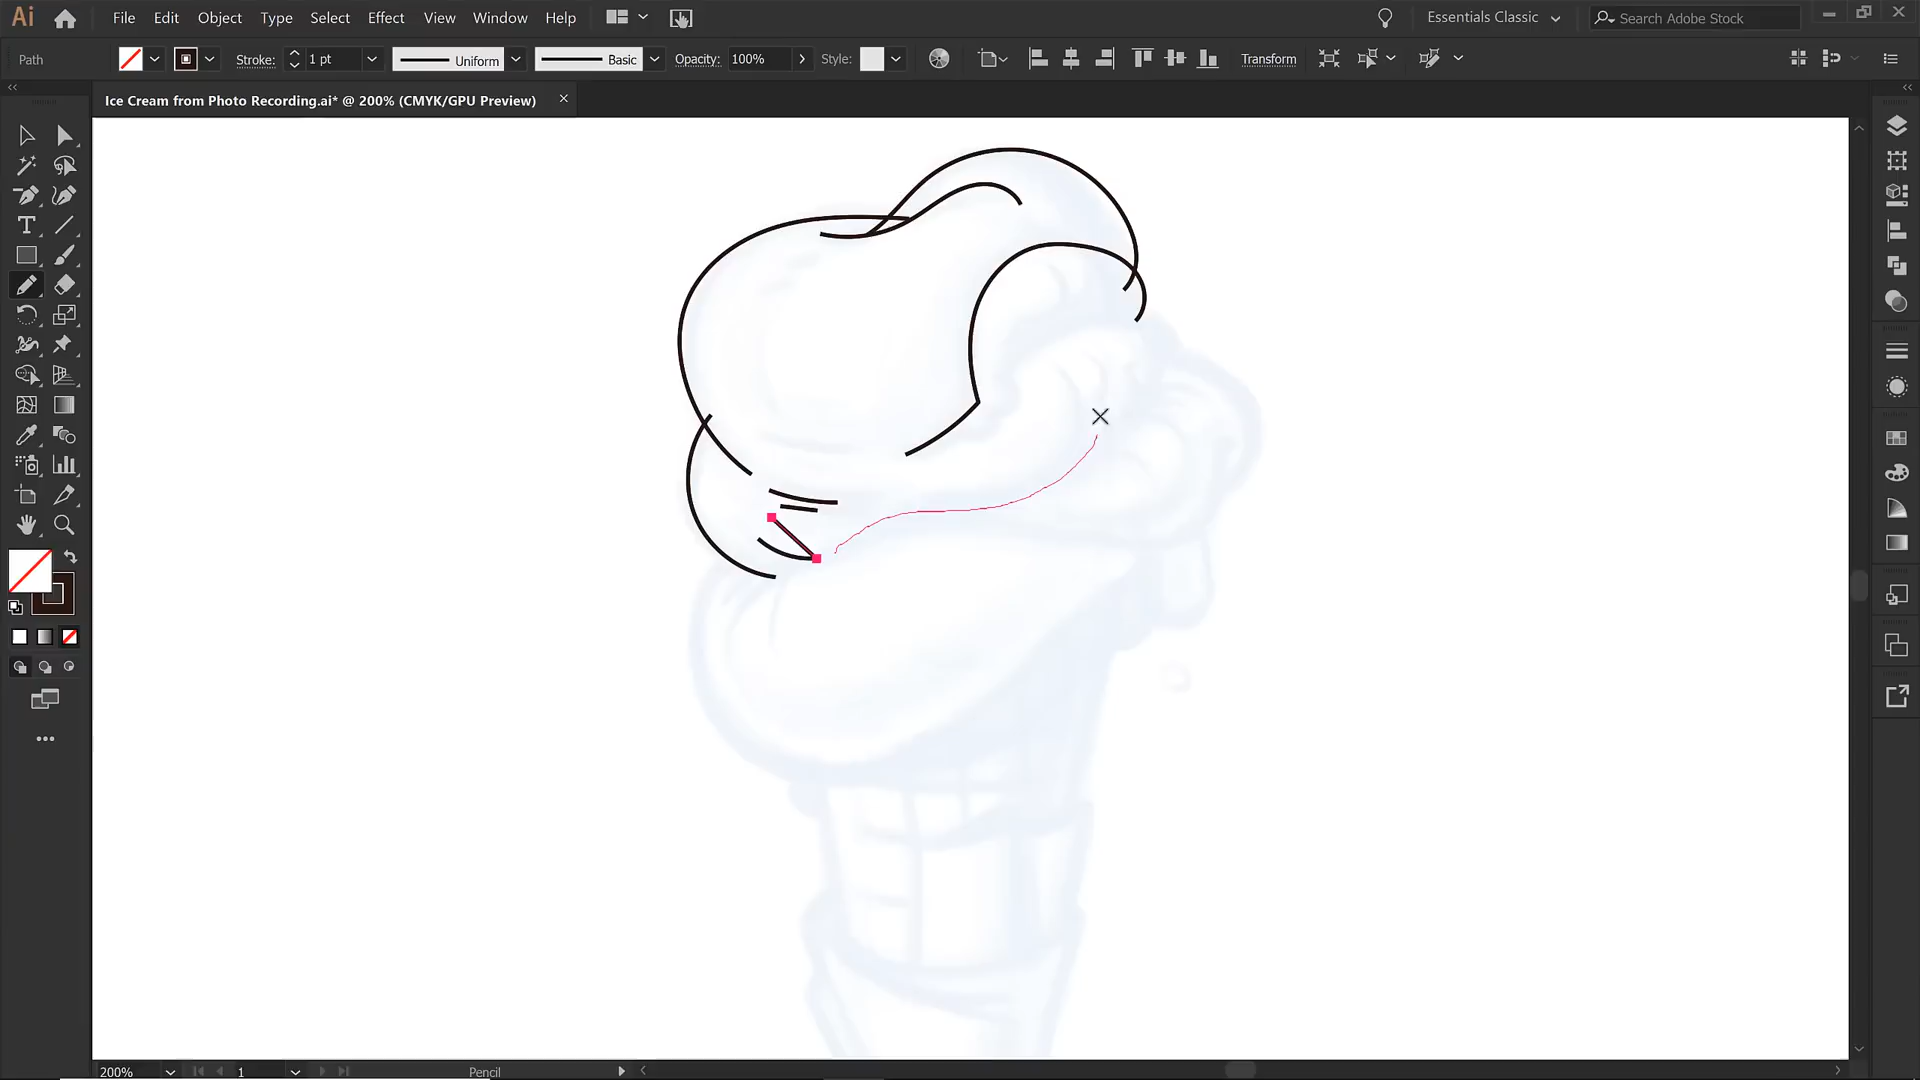 Ai File Edit Object Type Select Effect View Window Help Essentials Classic Search Adobe Stock
Path Stroke: 1 pt Uniform Basic Opacity: 100% Style: Transform
Ice Cream from Photo Recording.ai* @ 200% (CMYK/GPU Preview)
200% 1 Pencil